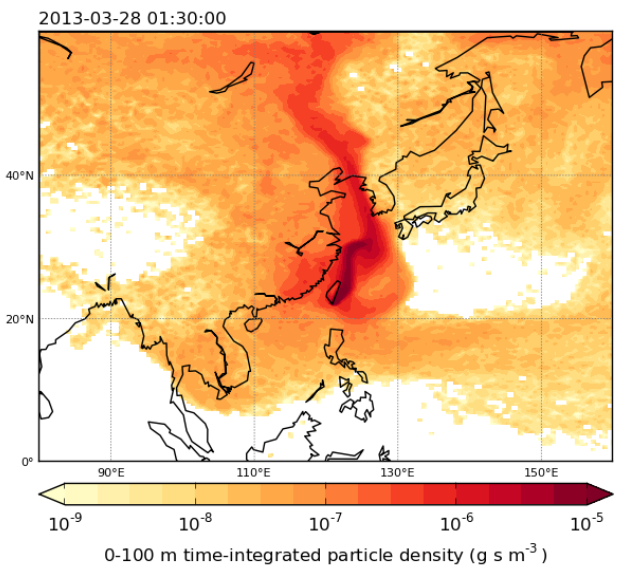 2013-03-28 01:30:00
40°N
20°N
0°
90°E 110°E 130°E 150°E
10⁻⁹ 10⁻⁸ 10⁻⁷ 10⁻⁶ 10⁻⁵
0-100 m time-integrated particle density (g s m⁻³)